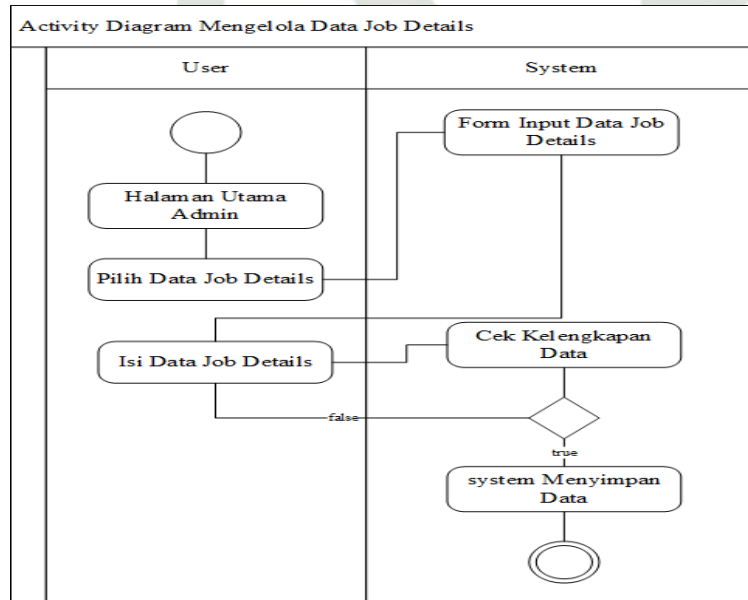 Activity Diagram Mengelola Data Job Details
User
System
Form Input Data Job
Details
Halaman Utama
Admin
Pilih Data Job Details
Isi Data Job Details
Cek Kelengkapan
Data
false
true
system Menyimpan
Data